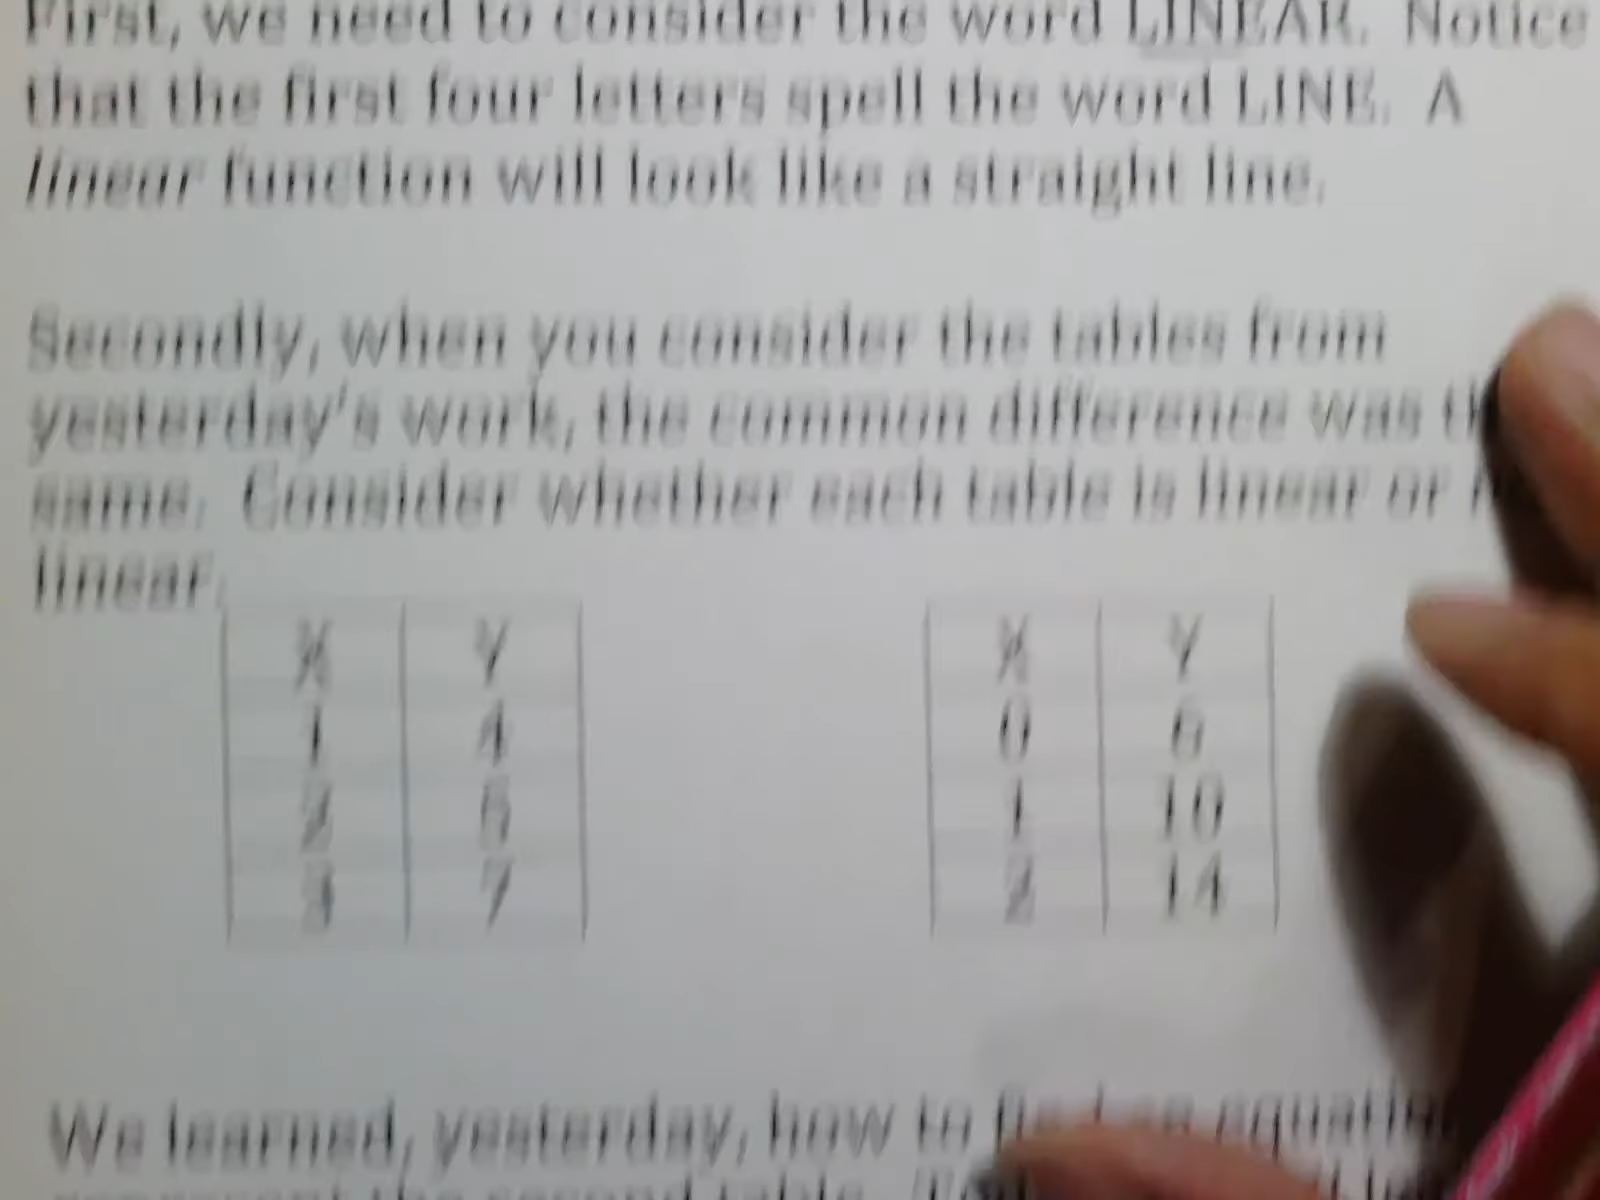 First, we need to consider the word LINEAR. Notice
that the first four letters spell the word LINE. A
linear function will look like a straight line.
Secondly, when you consider the tables from
yesterday's work, the common difference was
same. Consider whether each table is linear or
linear.
X Y
1 4
2
3 7
X Y
0
1 10
2 14
We learned, yesterday, how to
the second table.